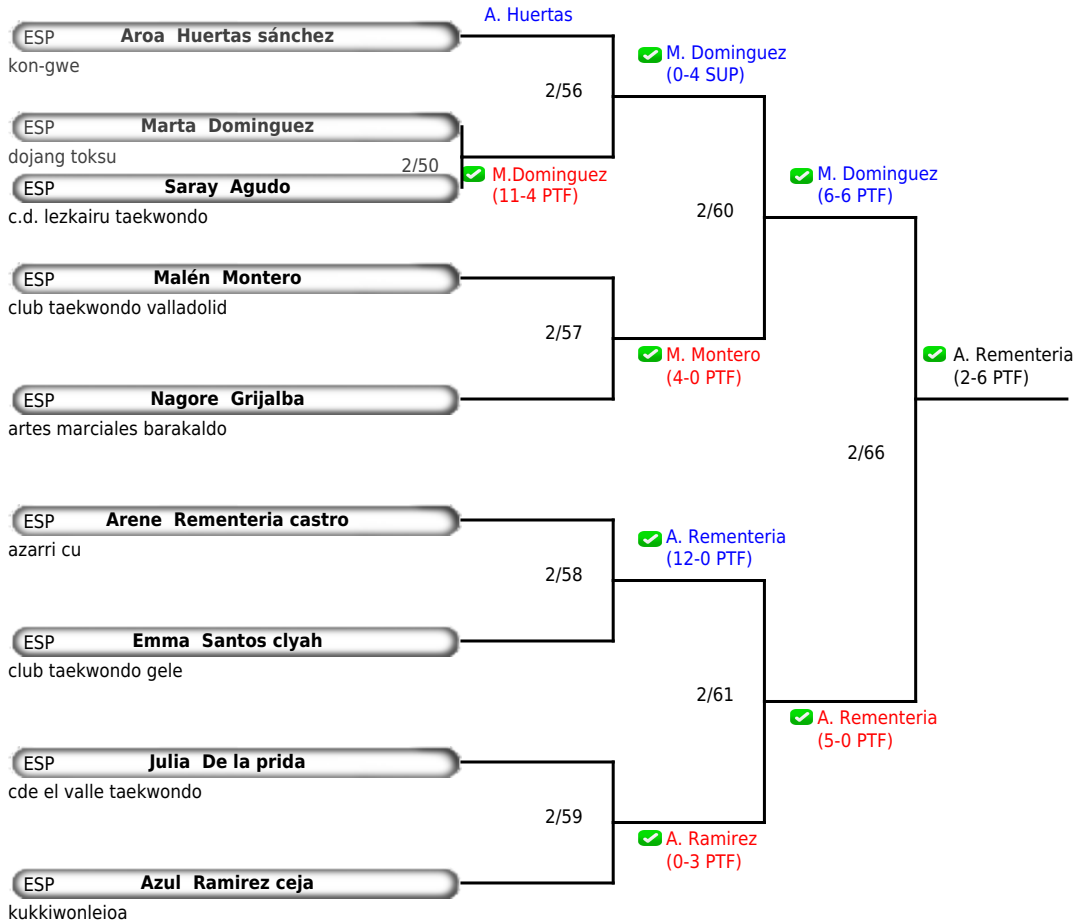 A. Huertas
ESP Aroa Huertas sánchez
kon-gwe
M. Dominguez
(0-4 SUP)
2/56
ESP Marta Dominguez
dojang toksu
2/50
M.Dominguez
(11-4 PTF)
ESP Saray Agudo
c.d. lezkairu taekwondo
M. Dominguez
(6-6 PTF)
2/60
ESP Malén Montero
club taekwondo valladolid
2/57
M. Montero
(4-0 PTF)
A. Rementeria
(2-6 PTF)
ESP Nagore Grijalba
artes marciales barakaldo
2/66
ESP Arene Rementeria castro
azarri cu
A. Rementeria
(12-0 PTF)
2/58
ESP Emma Santos clyah
club taekwondo gele
2/61
A. Rementeria
(5-0 PTF)
ESP Julia De la prida
cde el valle taekwondo
2/59
A. Ramirez
(0-3 PTF)
ESP Azul Ramirez ceja
kukkiwonleioa